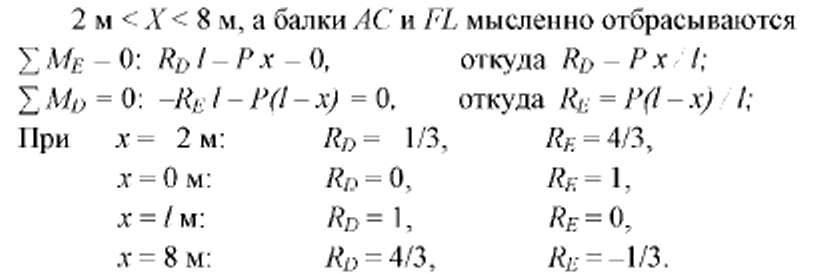 2 м < X < 8 м, а балки AC и FL мысленно отбрасываются
∑ M_E – 0: R_D l – P x – 0, откуда R_D – P x / l;
∑ M_D = 0: –R_E l – P(l – x) = 0, откуда R_E = P(l – x) / l;
При x = 2 м: R_D = 1/3, R_E = 4/3,
x = 0 м: R_D = 0, R_E = 1,
x = l м: R_D = 1, R_E = 0,
x = 8 м: R_D = 4/3, R_E = –1/3.